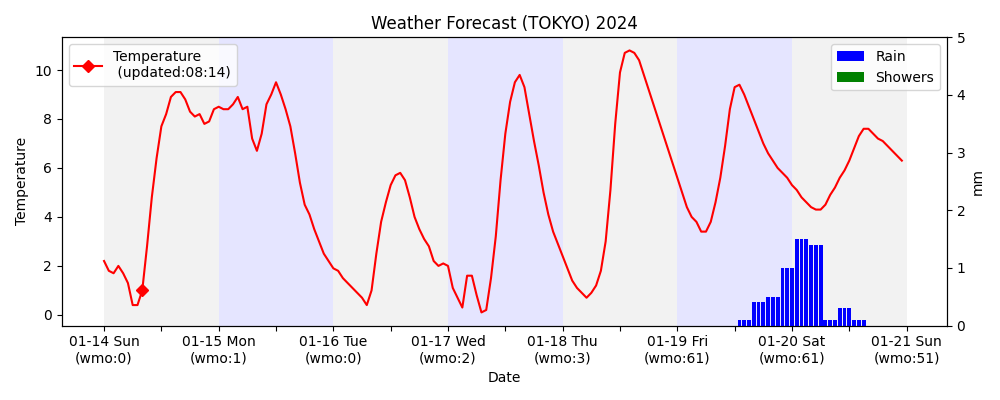 Weather Forecast (TOKYO) 2024
Temperature
(updated:08:14)
Rain
Showers
10
8
6
4
2
0
Temperature
5
4
3
2
1
0
mm
01-14 Sun
(wmo:0)
01-15 Mon
(wmo:1)
01-16 Tue
(wmo:0)
01-17 Wed
(wmo:2)
01-18 Thu
(wmo:3)
01-19 Fri
(wmo:61)
01-20 Sat
(wmo:61)
01-21 Sun
(wmo:51)
Date